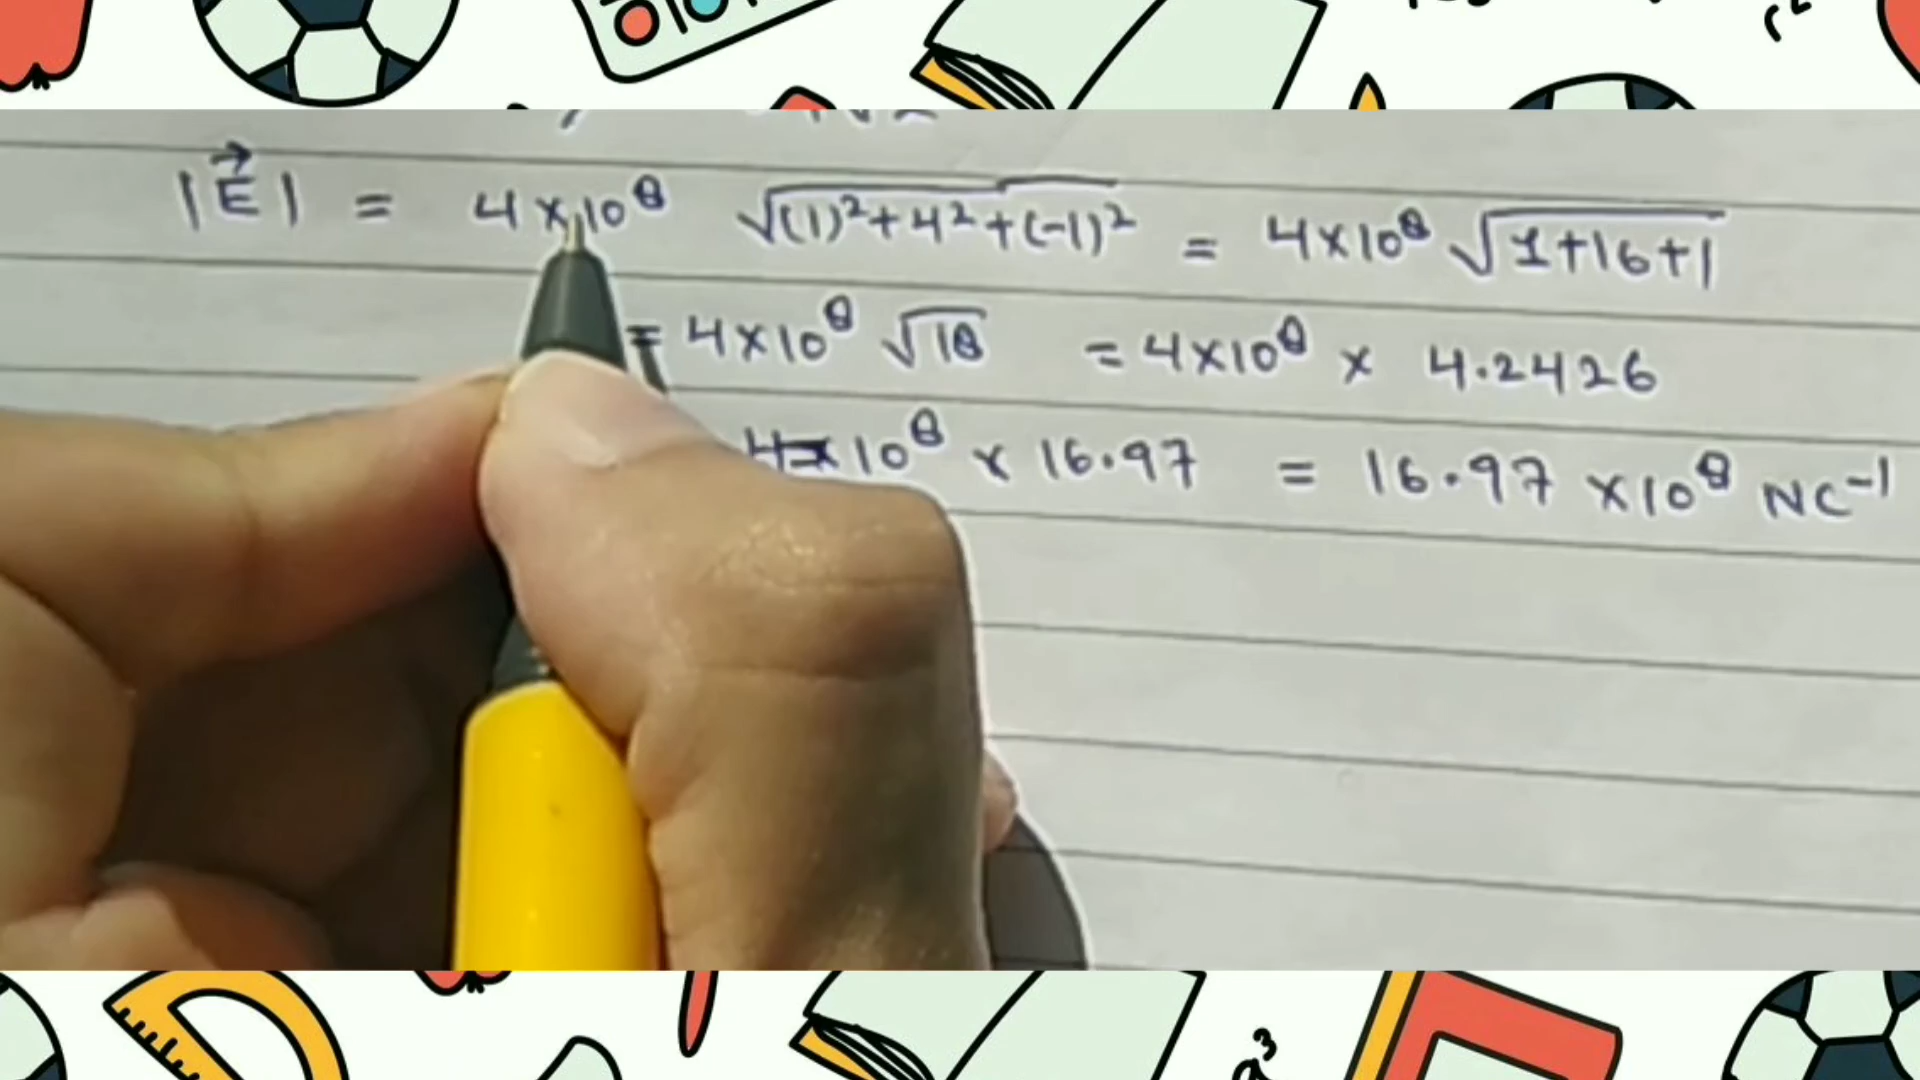 |E⃗| = 4×10⁸ √(1)²+4²+(-1)² = 4×10⁸ √1+16+1
= 4×10⁸ √18 = 4×10⁸ × 4.2426
10⁸ × 16.97 = 16.97 ×10⁸ NC⁻¹
a³